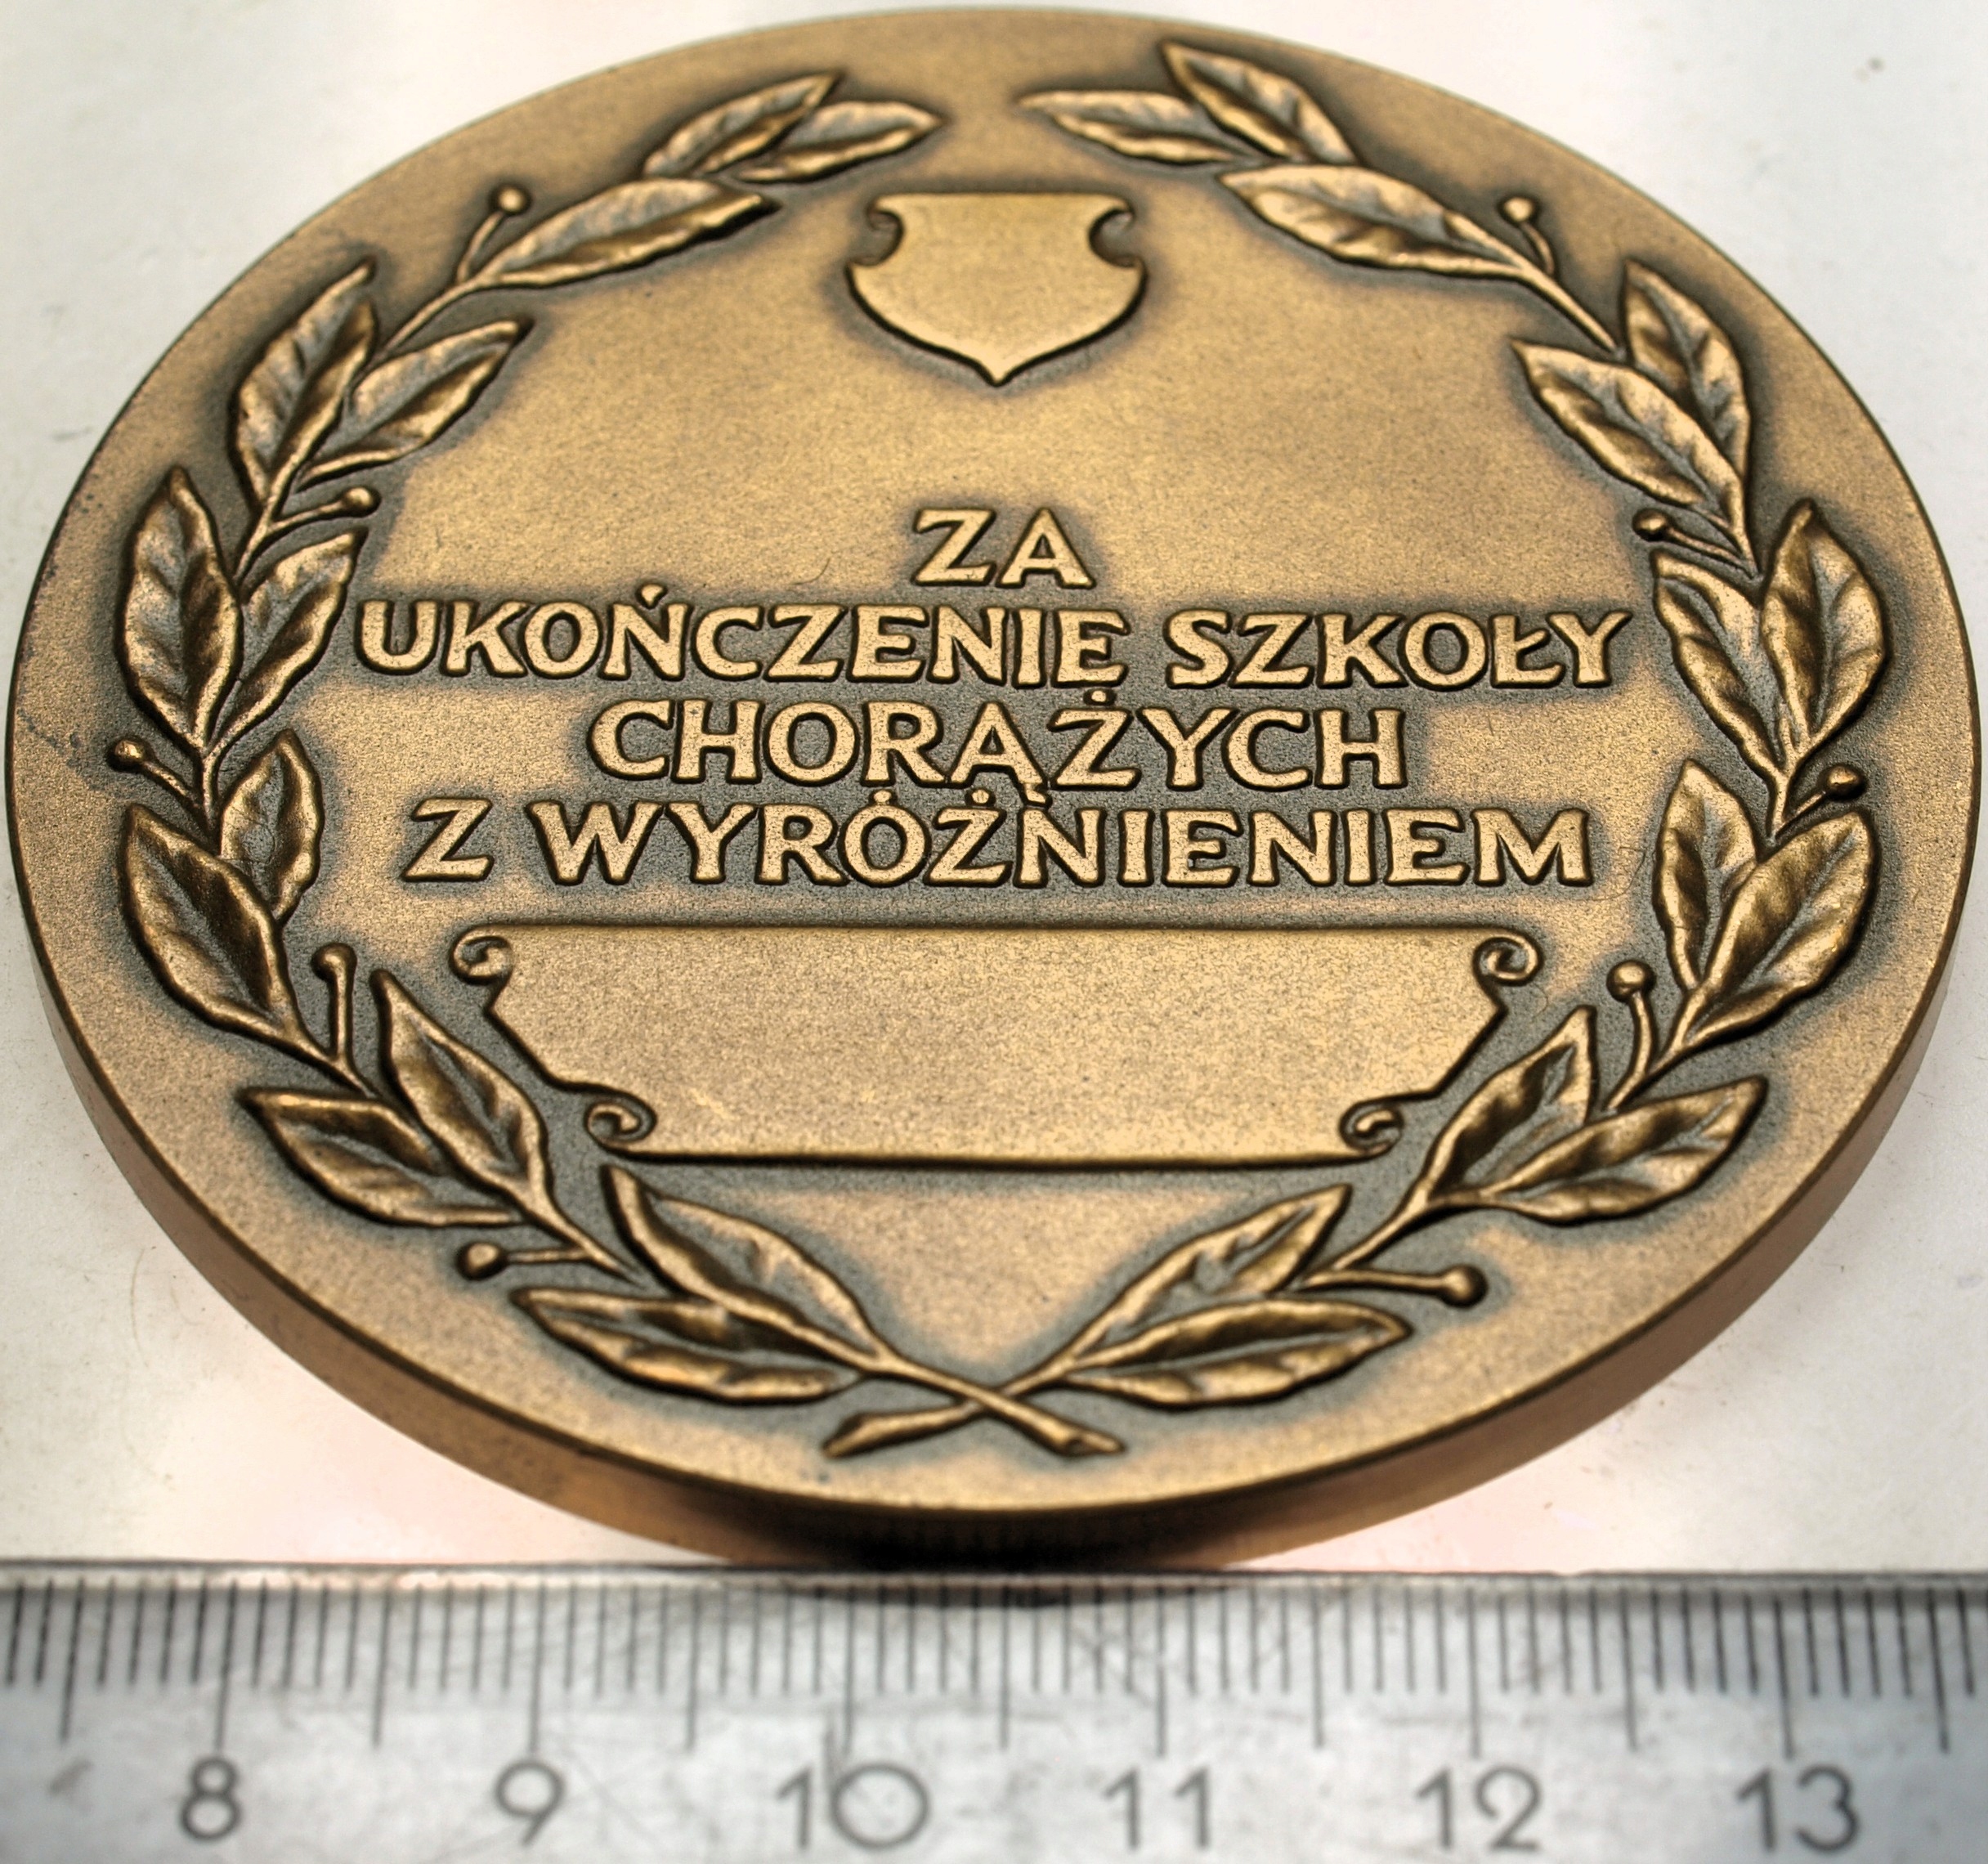 ZA
UKOŃCZENIE SZKOŁY
CHORĄŻYCH
Z WYRÓŻNIENIEM
8 9 10 11 12 13